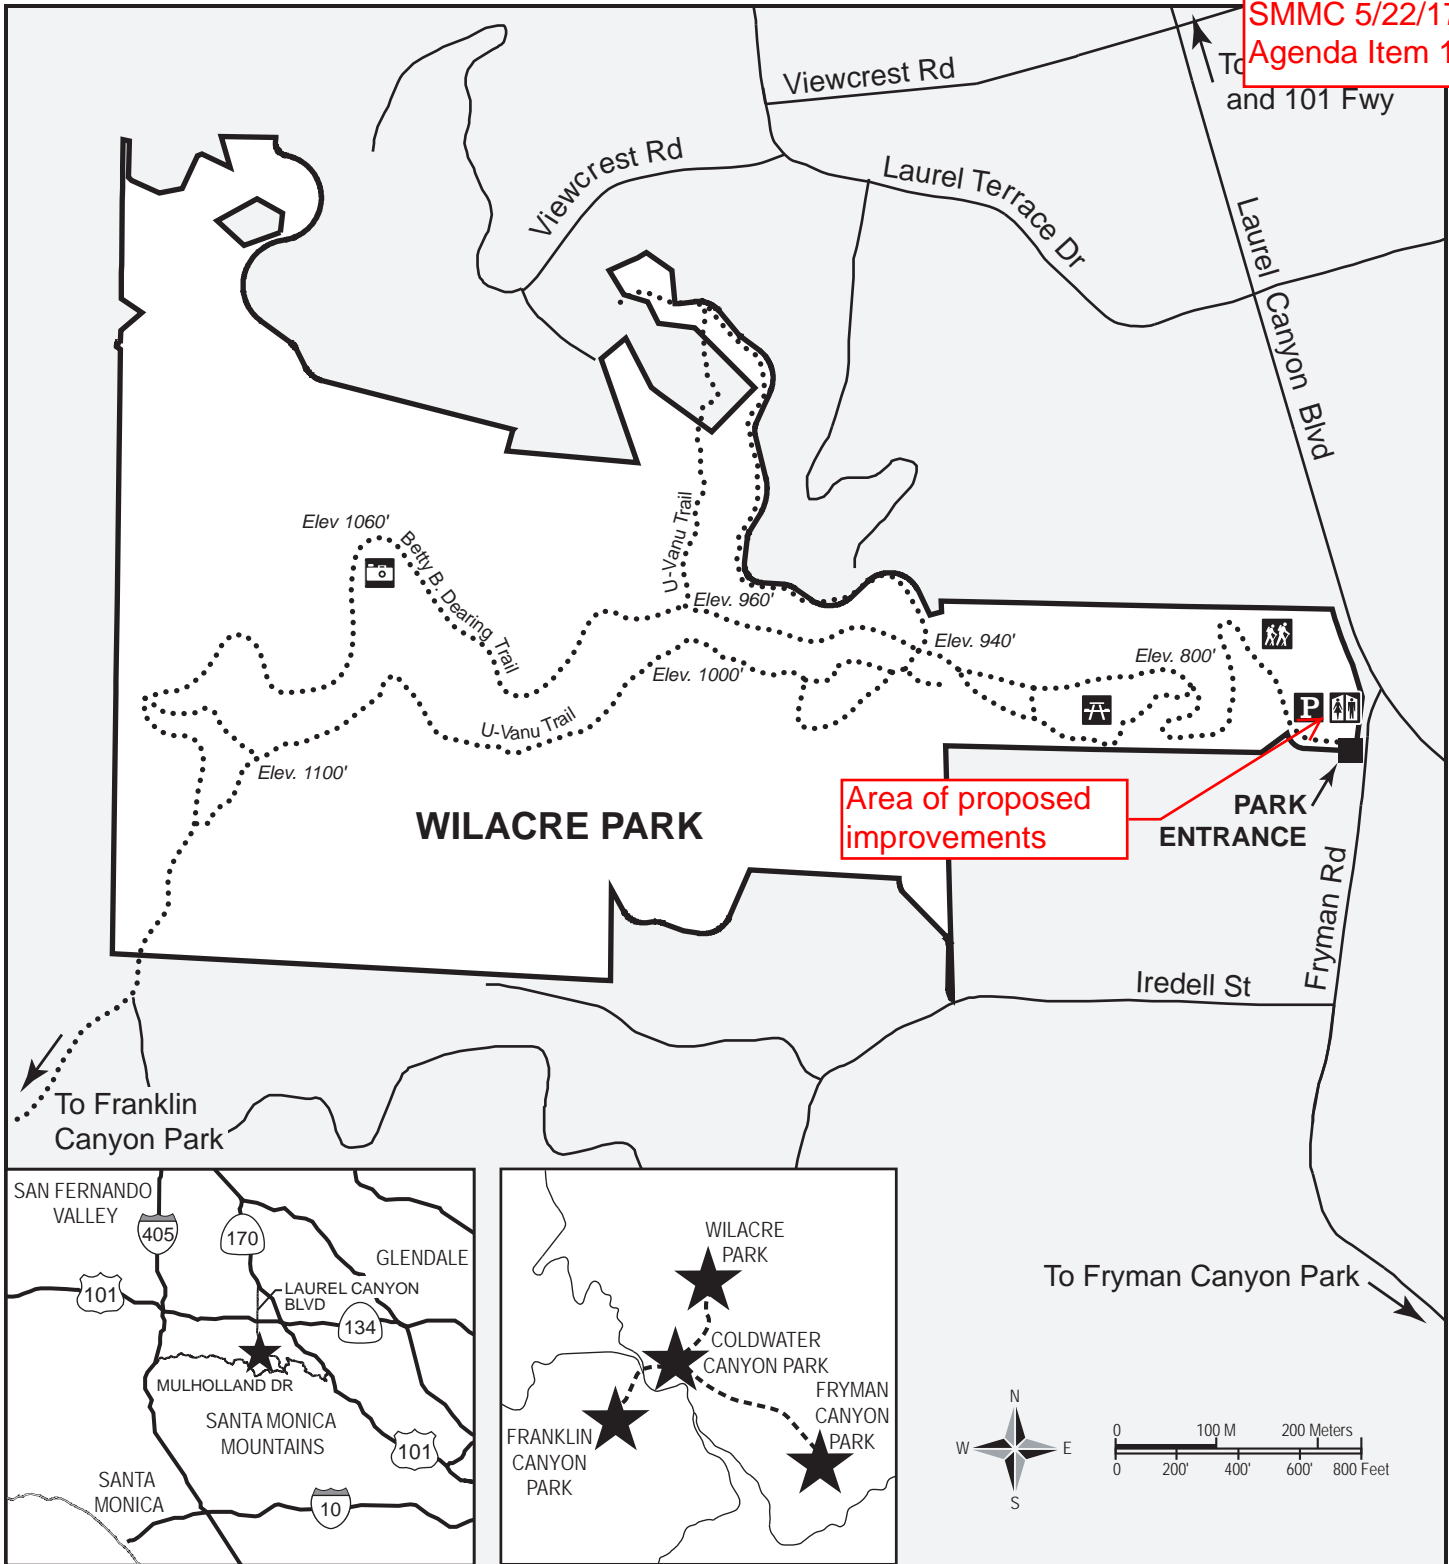 SMMC 5/22/17
Agenda Item 1
To
and 101 Fwy
Viewcrest Rd
Viewcrest Rd
Laurel Terrace Dr
Laurel Canyon Blvd
Elev 1060'
Betty B. Dearing Trail
U-Vanu Trail
Elev. 960'
Elev. 940'
Elev. 800'
Elev. 1000'
U-Vanu Trail
Elev. 1100'
P
WILACRE PARK
Area of proposed
improvements
PARK
ENTRANCE
Fryman Rd
Iredell St
To Franklin
Canyon Park
To Fryman Canyon Park
SAN FERNANDO
VALLEY
405
170
GLENDALE
101
LAUREL CANYON
BLVD
134
MULHOLLAND DR
SANTA MONICA
MOUNTAINS
101
SANTA
MONICA
10
WILACRE
PARK
COLDWATER
CANYON PARK
FRYMAN
CANYON
PARK
FRANKLIN
CANYON
PARK
N
W
E
S
0 100 M 200 Meters
0 200' 400' 600' 800 Feet